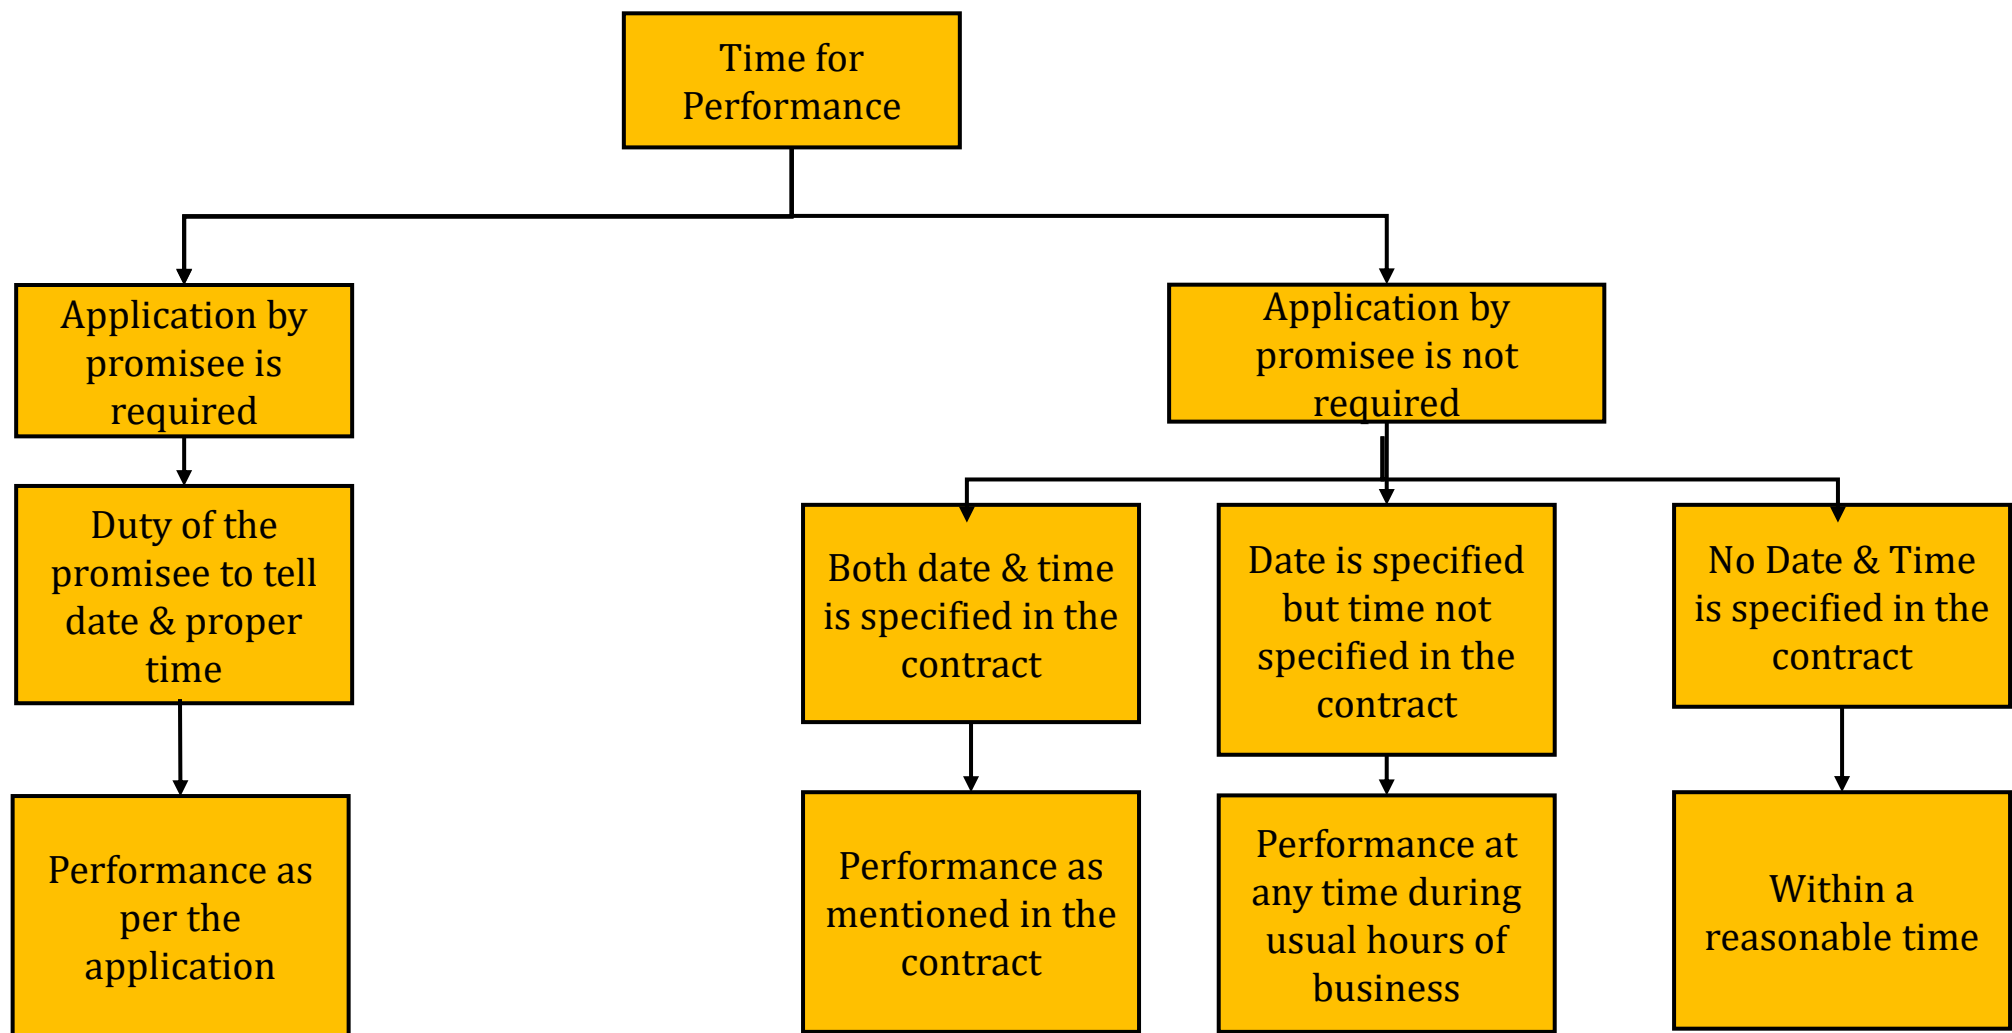 Time for
Performance
Application by
promisee is
required
Application by
promisee is not
required
Duty of the
promisee to tell
date & proper
time
Both date & time
is specified in the
contract
Date is specified
but time not
specified in the
contract
No Date & Time
is specified in the
contract
Performance as
per the
application
Performance as
mentioned in the
contract
Performance at
any time during
usual hours of
business
Within a
reasonable time